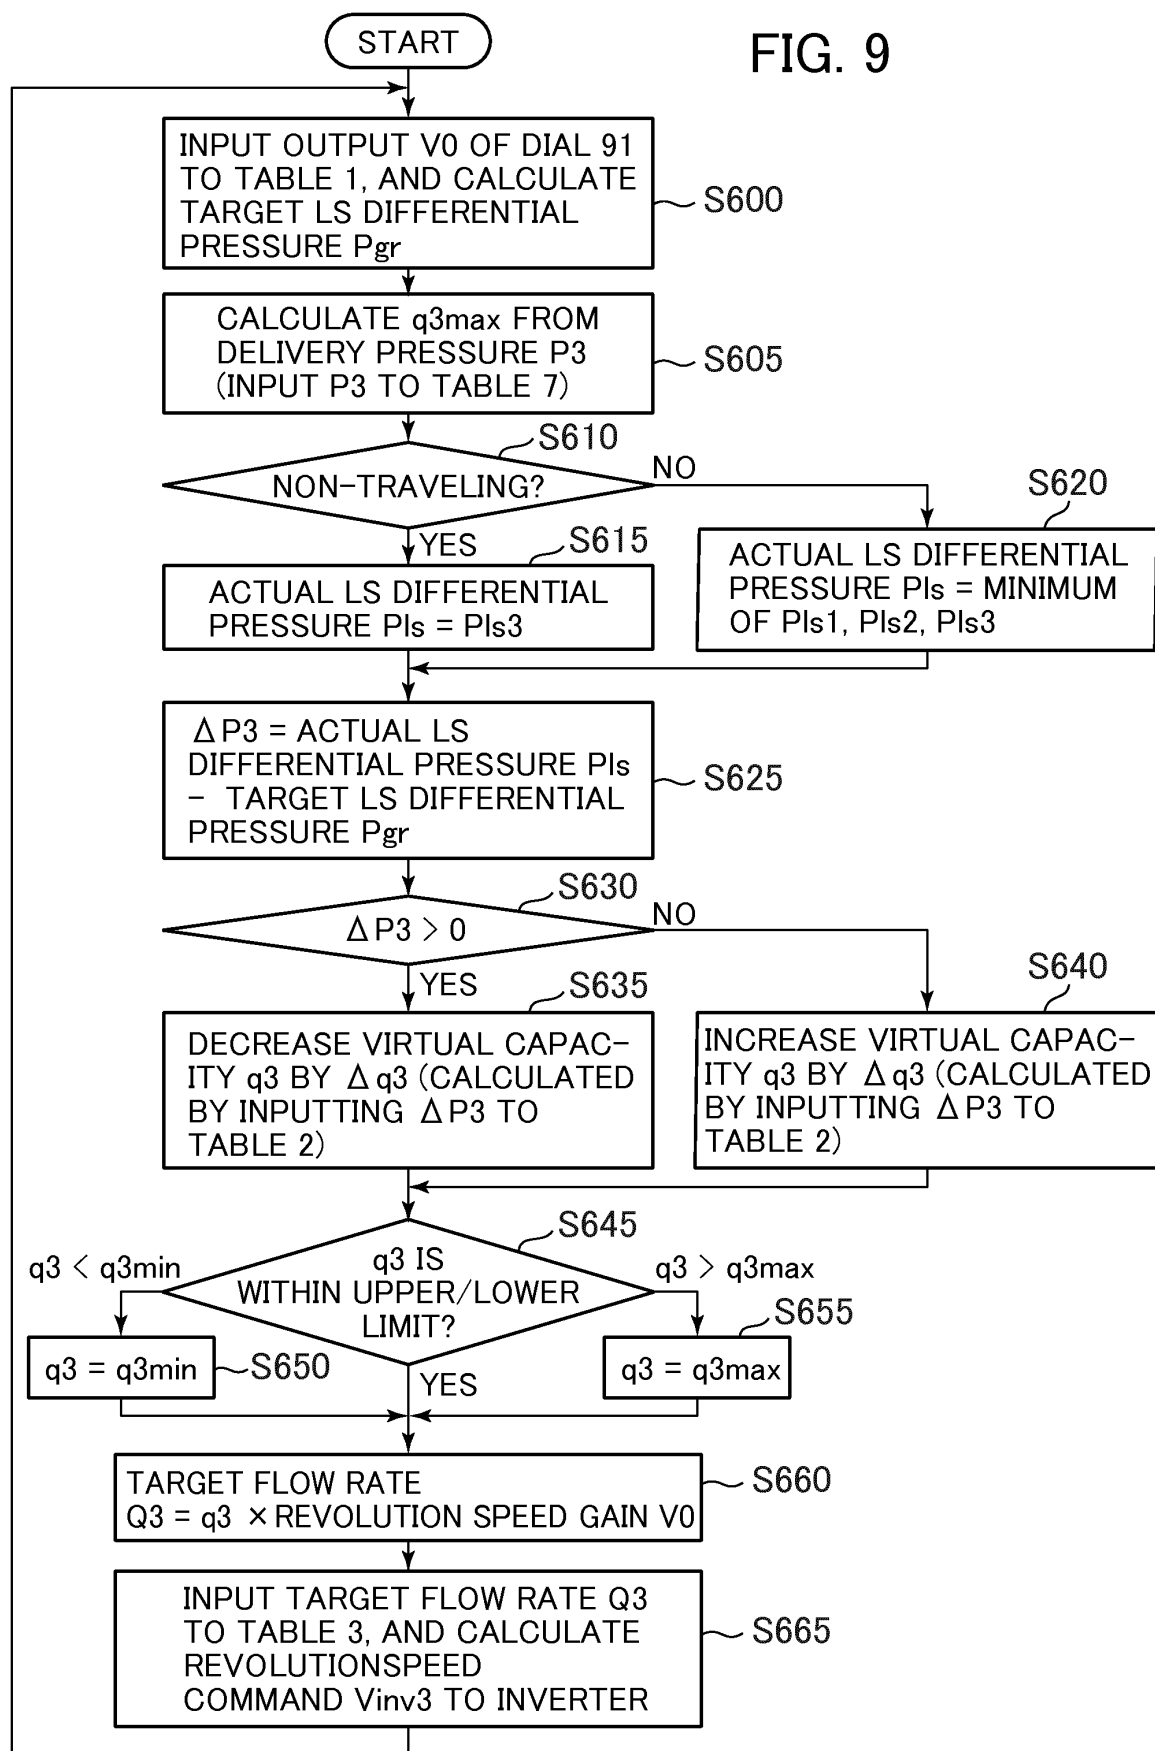 FIG. 9
START
INPUT OUTPUT V0 OF DIAL 91
TO TABLE 1, AND CALCULATE
TARGET LS DIFFERENTIAL
PRESSURE Pgr
S600
CALCULATE q3max FROM
DELIVERY PRESSURE P3
(INPUT P3 TO TABLE 7)
S605
S610
NON-TRAVELING?
NO
YES
S615
ACTUAL LS DIFFERENTIAL
PRESSURE Pls = Pls3
S620
ACTUAL LS DIFFERENTIAL
PRESSURE Pls = MINIMUM
OF Pls1, Pls2, Pls3
Δ P3 = ACTUAL LS
DIFFERENTIAL PRESSURE Pls
- TARGET LS DIFFERENTIAL
PRESSURE Pgr
S625
S630
Δ P3 > 0
NO
YES
S635
DECREASE VIRTUAL CAPAC-
ITY q3 BY Δ q3 (CALCULATED
BY INPUTTING Δ P3 TO
TABLE 2)
S640
INCREASE VIRTUAL CAPAC-
ITY q3 BY Δ q3 (CALCULATED
BY INPUTTING Δ P3 TO
TABLE 2)
S645
q3 IS
WITHIN UPPER/LOWER
LIMIT?
q3 < q3min
q3 > q3max
YES
q3 = q3min
S650
S655
q3 = q3max
TARGET FLOW RATE
Q3 = q3 × REVOLUTION SPEED GAIN V0
S660
INPUT TARGET FLOW RATE Q3
TO TABLE 3, AND CALCULATE
REVOLUTIONSPEED
COMMAND Vinv3 TO INVERTER
S665